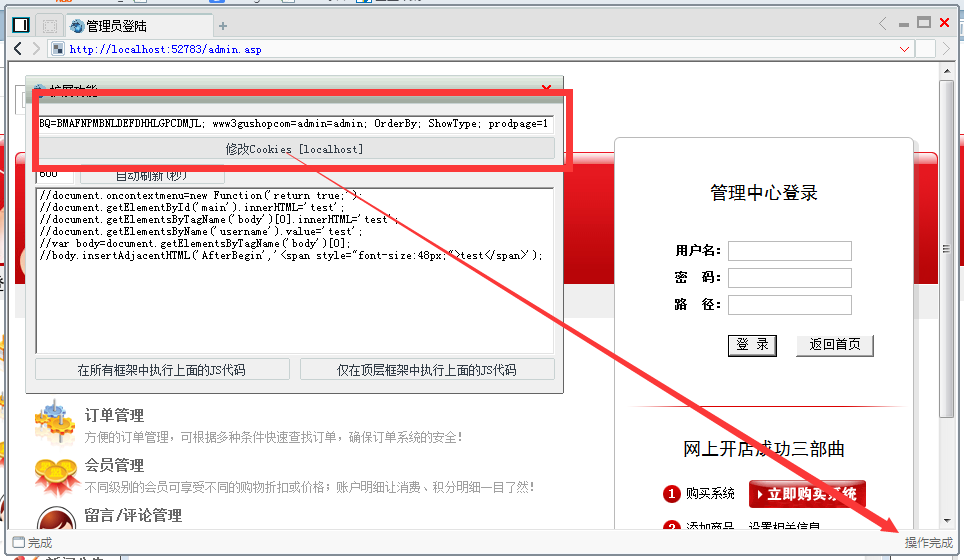 管理员登陆
http://localhost:52783/admin.asp
扩展功能
BQ=BMAFNPMBNLDEFDHHLGPCDMJL; www3gushopcom=admin=admin; OrderBy; ShowType; prodpage=1
修改Cookies [localhost]
600 自动刷新(秒)
//document.oncontextmenu=new Function('return true;');
//document.getElementById('main').innerHTML='test';
//document.getElementsByTagName('body')[0].innerHTML='test';
//document.getElementsByName('username').value='test';
//var body=document.getElementsByTagName('body')[0];
//body.insertAdjacentHTML('AfterBegin','<span style="font-size:48px;">test</span>');
在所有框架中执行上面的JS代码 仅在顶层框架中执行上面的JS代码
订单管理
方便的订单管理，可根据多种条件快速查找订单，确保订单系统的安全!
会员管理
不同级别的会员可享受不同的购物折扣或价格；账户明细让消费、积分明细一目了然!
留言/评论管理
管理中心登录
用户名：
密 码：
路 径：
登 录 返回首页
网上开店成功三部曲
1 购买系统 立即购买系统
2 添加商品、设置相关信息
完成 操作完成